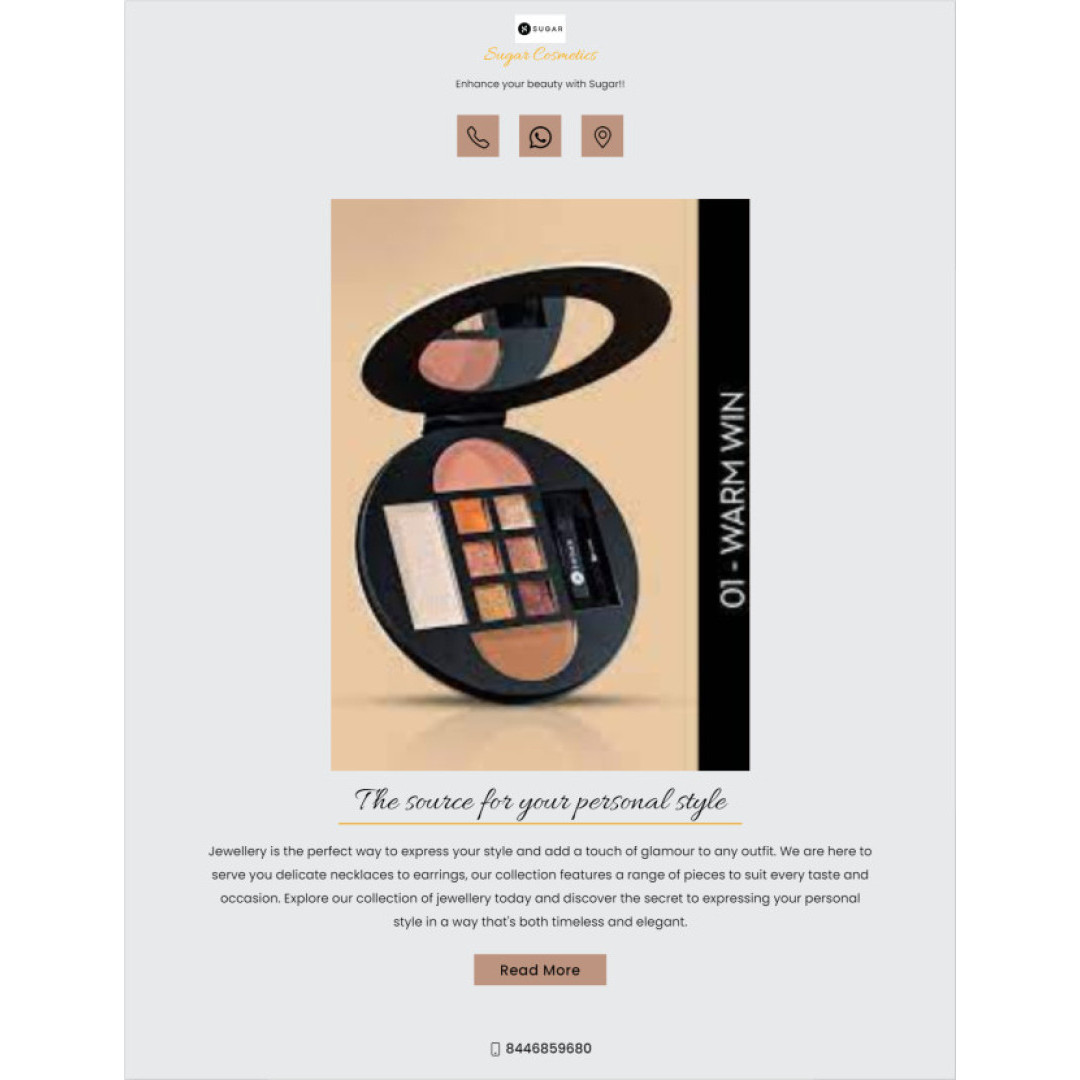 SUGAR
Sugar Cosmetics
Enhance your beauty with Sugar!!
01 - WARM WIN
SUGAR
The source for your personal style
Jewellery is the perfect way to express your style and add a touch of glamour to any outfit. We are here to
serve you delicate necklaces to earrings, our collection features a range of pieces to suit every taste and
occasion. Explore our collection of jewellery today and discover the secret to expressing your personal
style in a way that's both timeless and elegant.
Read More
8446859680